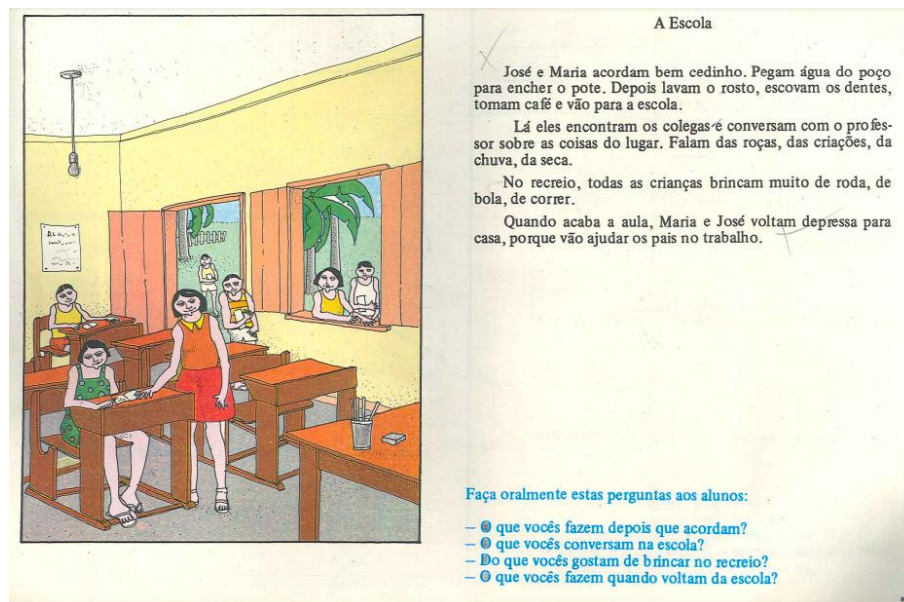 A Escola
José e Maria acordam bem cedinho. Pegam água do poço
para encher o pote. Depois lavam o rosto, escovam os dentes,
tomam café e vão para a escola.
Lá eles encontram os colegas e conversam com o profes-
sor sobre as coisas do lugar. Falam das roças, das criações, da
chuva, da seca.
No recreio, todas as crianças brincam muito de roda, de
bola, de correr.
Quando acaba a aula, Maria e José voltam depressa para
casa, porque vão ajudar os pais no trabalho.
Faça oralmente estas perguntas aos alunos:
– O que vocês fazem depois que acordam?
– O que vocês conversam na escola?
– Do que vocês gostam de brincar no recreio?
– O que vocês fazem quando voltam da escola?